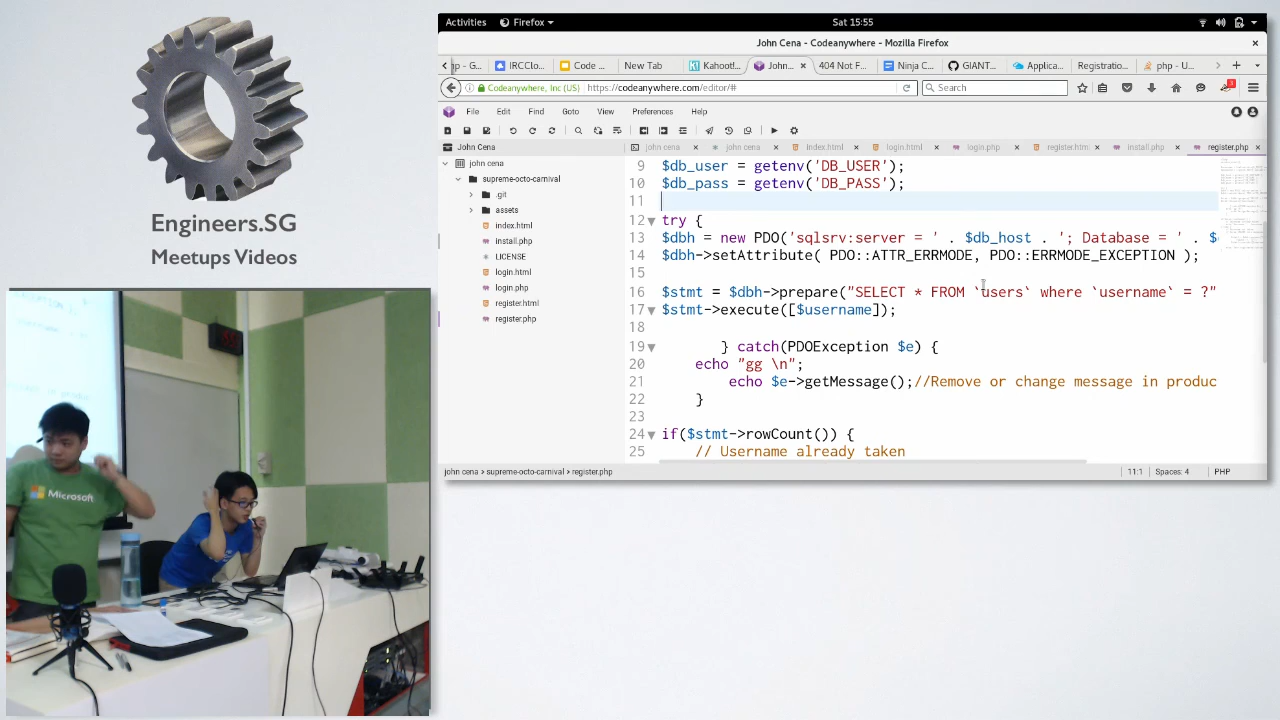 Engineers.SG
Meetups Videos
Microsoft
Activities Firefox Sat 15:55
John Cena - Codeanywhere - Mozilla Firefox
IRCClo: Code ... New Tab Kahoot!... John... 404 Not F... Ninja C... GIANT... Applica... Registratio... php - U...
Codeanywhere, Inc (US) https://codeanywhere.com/editor/# Search
File Edit Find Goto View Preferences Help
John Cena john cena john cena index.html login.html login.php register.html install.php register.php
john cena
supreme-octo-carnival
.git
assets
index.html
install.php
LICENSE
login.html
login.php
register.html
register.php
9 $db_user = getenv('DB_USER');
10 $db_pass = getenv('DB_PASS');
11
12 try {
13 $dbh = new PDO('sqlsrv:server = ' . $db_host . '; Database = ' . $
14 $dbh->setAttribute( PDO::ATTR_ERRMODE, PDO::ERRMODE_EXCEPTION );
15
16 $stmt = $dbh->prepare("SELECT * FROM `users` where `username` = ?"
17 $stmt->execute([$username]);
18
19 } catch(PDOException $e) {
20 echo "gg \n";
21 echo $e->getMessage();//Remove or change message in produc
22 }
23
24 if($stmt->rowCount()) {
25 // Username already taken
john cena › supreme-octo-carnival › register.php 11:1 Spaces: 4 PHP